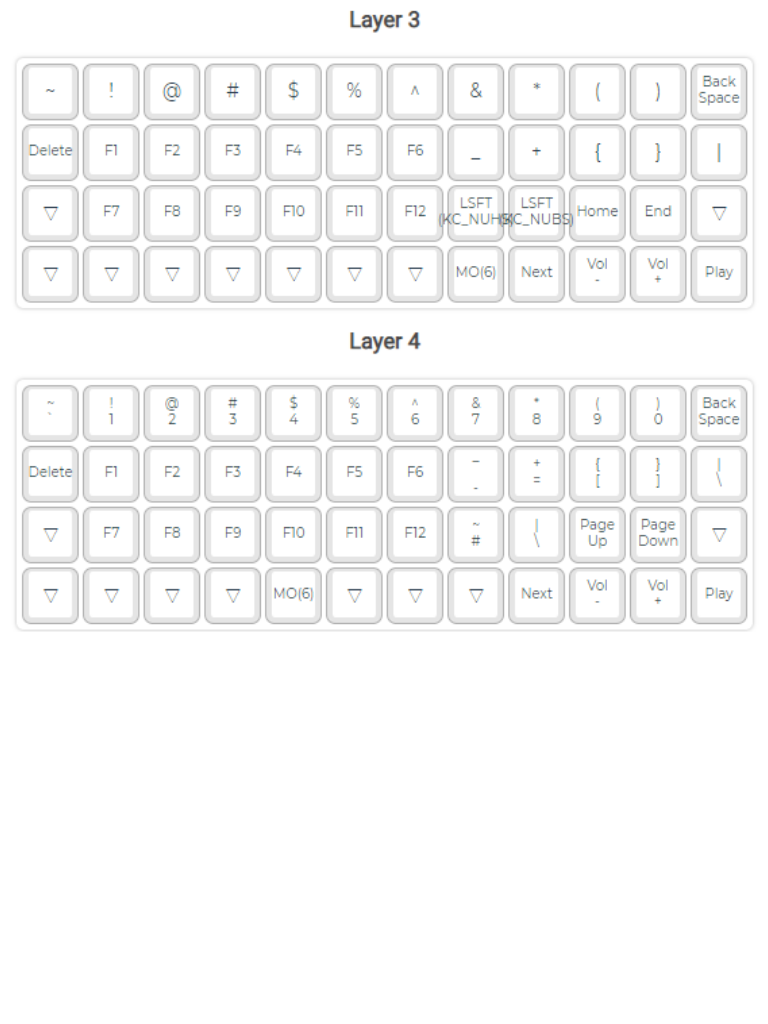 Layer 3
~ ! @ # $ % ^ & * ( ) Back Space
Delete F1 F2 F3 F4 F5 F6 _ + { } |
▽ F7 F8 F9 F10 F11 F12 LSFT (KC_NUHS) LSFT (KC_NUBS) Home End ▽
▽ ▽ ▽ ▽ ▽ ▽ ▽ MO(6) Next Vol - Vol + Play
Layer 4
~ ` ! 1 @ 2 # 3 $ 4 % 5 ^ 6 & 7 * 8 ( 9 ) 0 Back Space
Delete F1 F2 F3 F4 F5 F6 _ - + = { [ } ] | \
▽ F7 F8 F9 F10 F11 F12 ~ # | \ Page Up Page Down ▽
▽ ▽ ▽ ▽ MO(6) ▽ ▽ ▽ Next Vol - Vol + Play